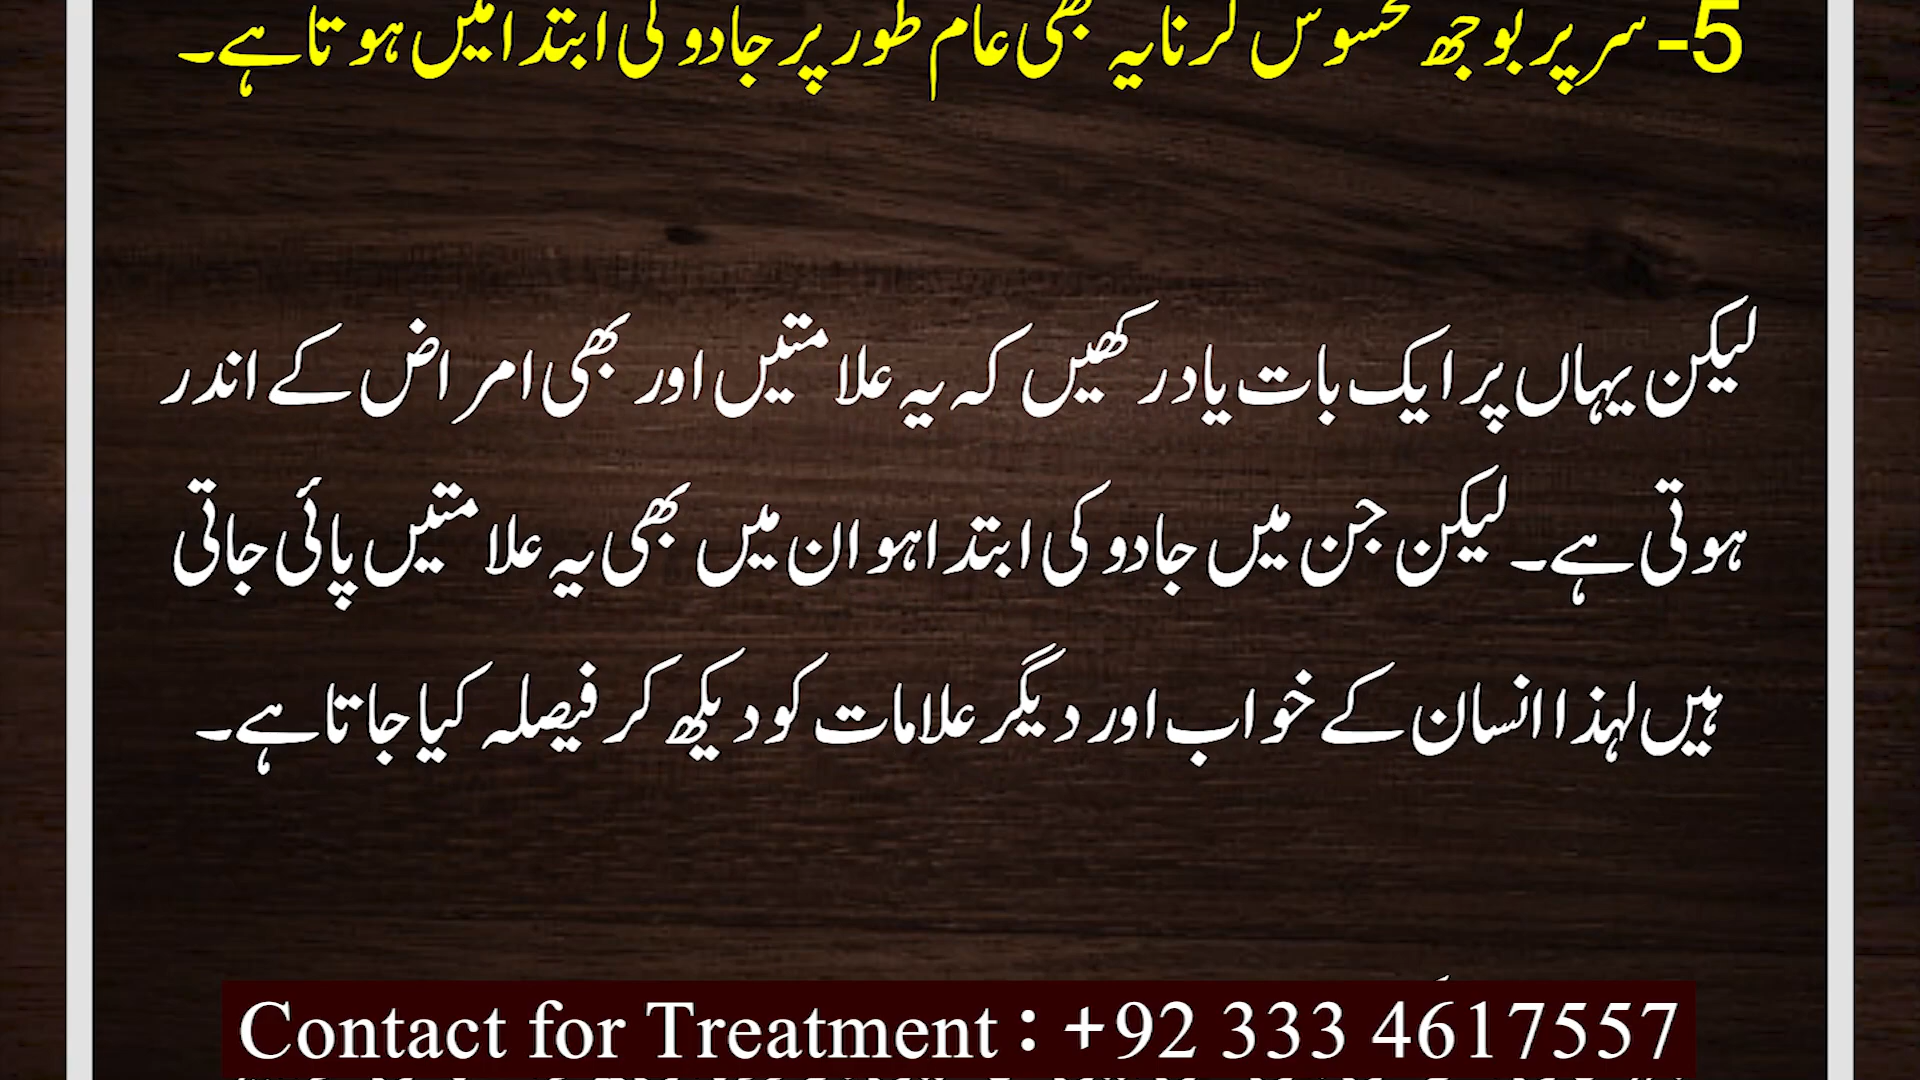 5- سر پر بوجھ محسوس کرنا یہ بھی عام طور پر جادو کی ابتدا میں ہوتا ہے۔
لیکن یہاں پر ایک بات یاد رکھیں کہ یہ علامتیں اور بھی امراض کے اندر
ہوتی ہے۔ لیکن جن میں جادو کی ابتدا ہو ان میں بھی یہ علامتیں پائی جاتی
ہیں لہذا انسان کے خواب اور دیگر علامات کو دیکھ کر فیصلہ کیا جاتا ہے۔
Contact for Treatment : +92 333 4617557